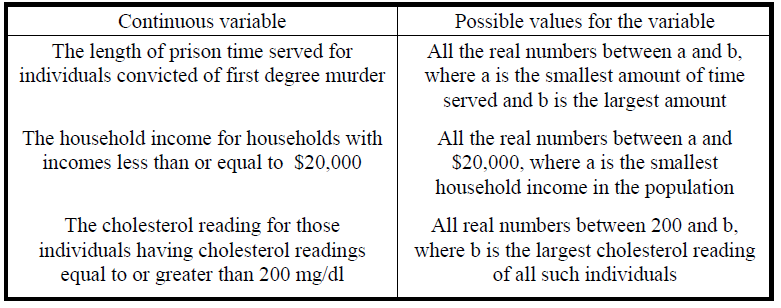 Continuous variable
Possible values for the variable
The length of prison time served for
individuals convicted of first degree murder
All the real numbers between a and b,
where a is the smallest amount of time
served and b is the largest amount
The household income for households with
incomes less than or equal to $20,000
All the real numbers between a and
$20,000, where a is the smallest
household income in the population
The cholesterol reading for those
individuals having cholesterol readings
equal to or greater than 200 mg/dl
All real numbers between 200 and b,
where b is the largest cholesterol reading
of all such individuals